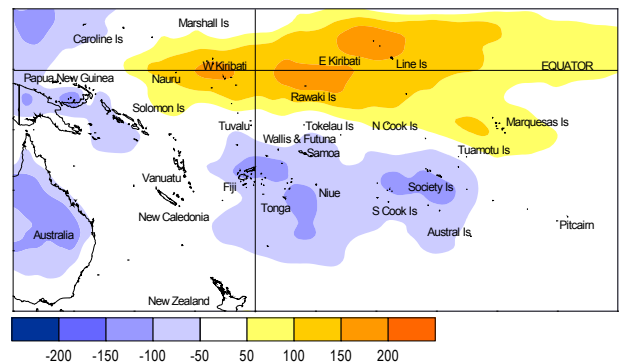 Marshall Is
Caroline Is
W Kiribati
E Kiribati
Line Is
EQUATOR
Papua New Guinea
Nauru
Rawaki Is
Solomon Is
Tuvalu
Tokelau Is
N Cook Is
Marquesas Is
Wallis & Futuna
Samoa
Tuamotu Is
Vanuatu
Fiji
Niue
Society Is
New Caledonia
Tonga
S Cook Is
Pitcairn
Australia
Austral Is
New Zealand
-200 -150 -100 -50 50 100 150 200